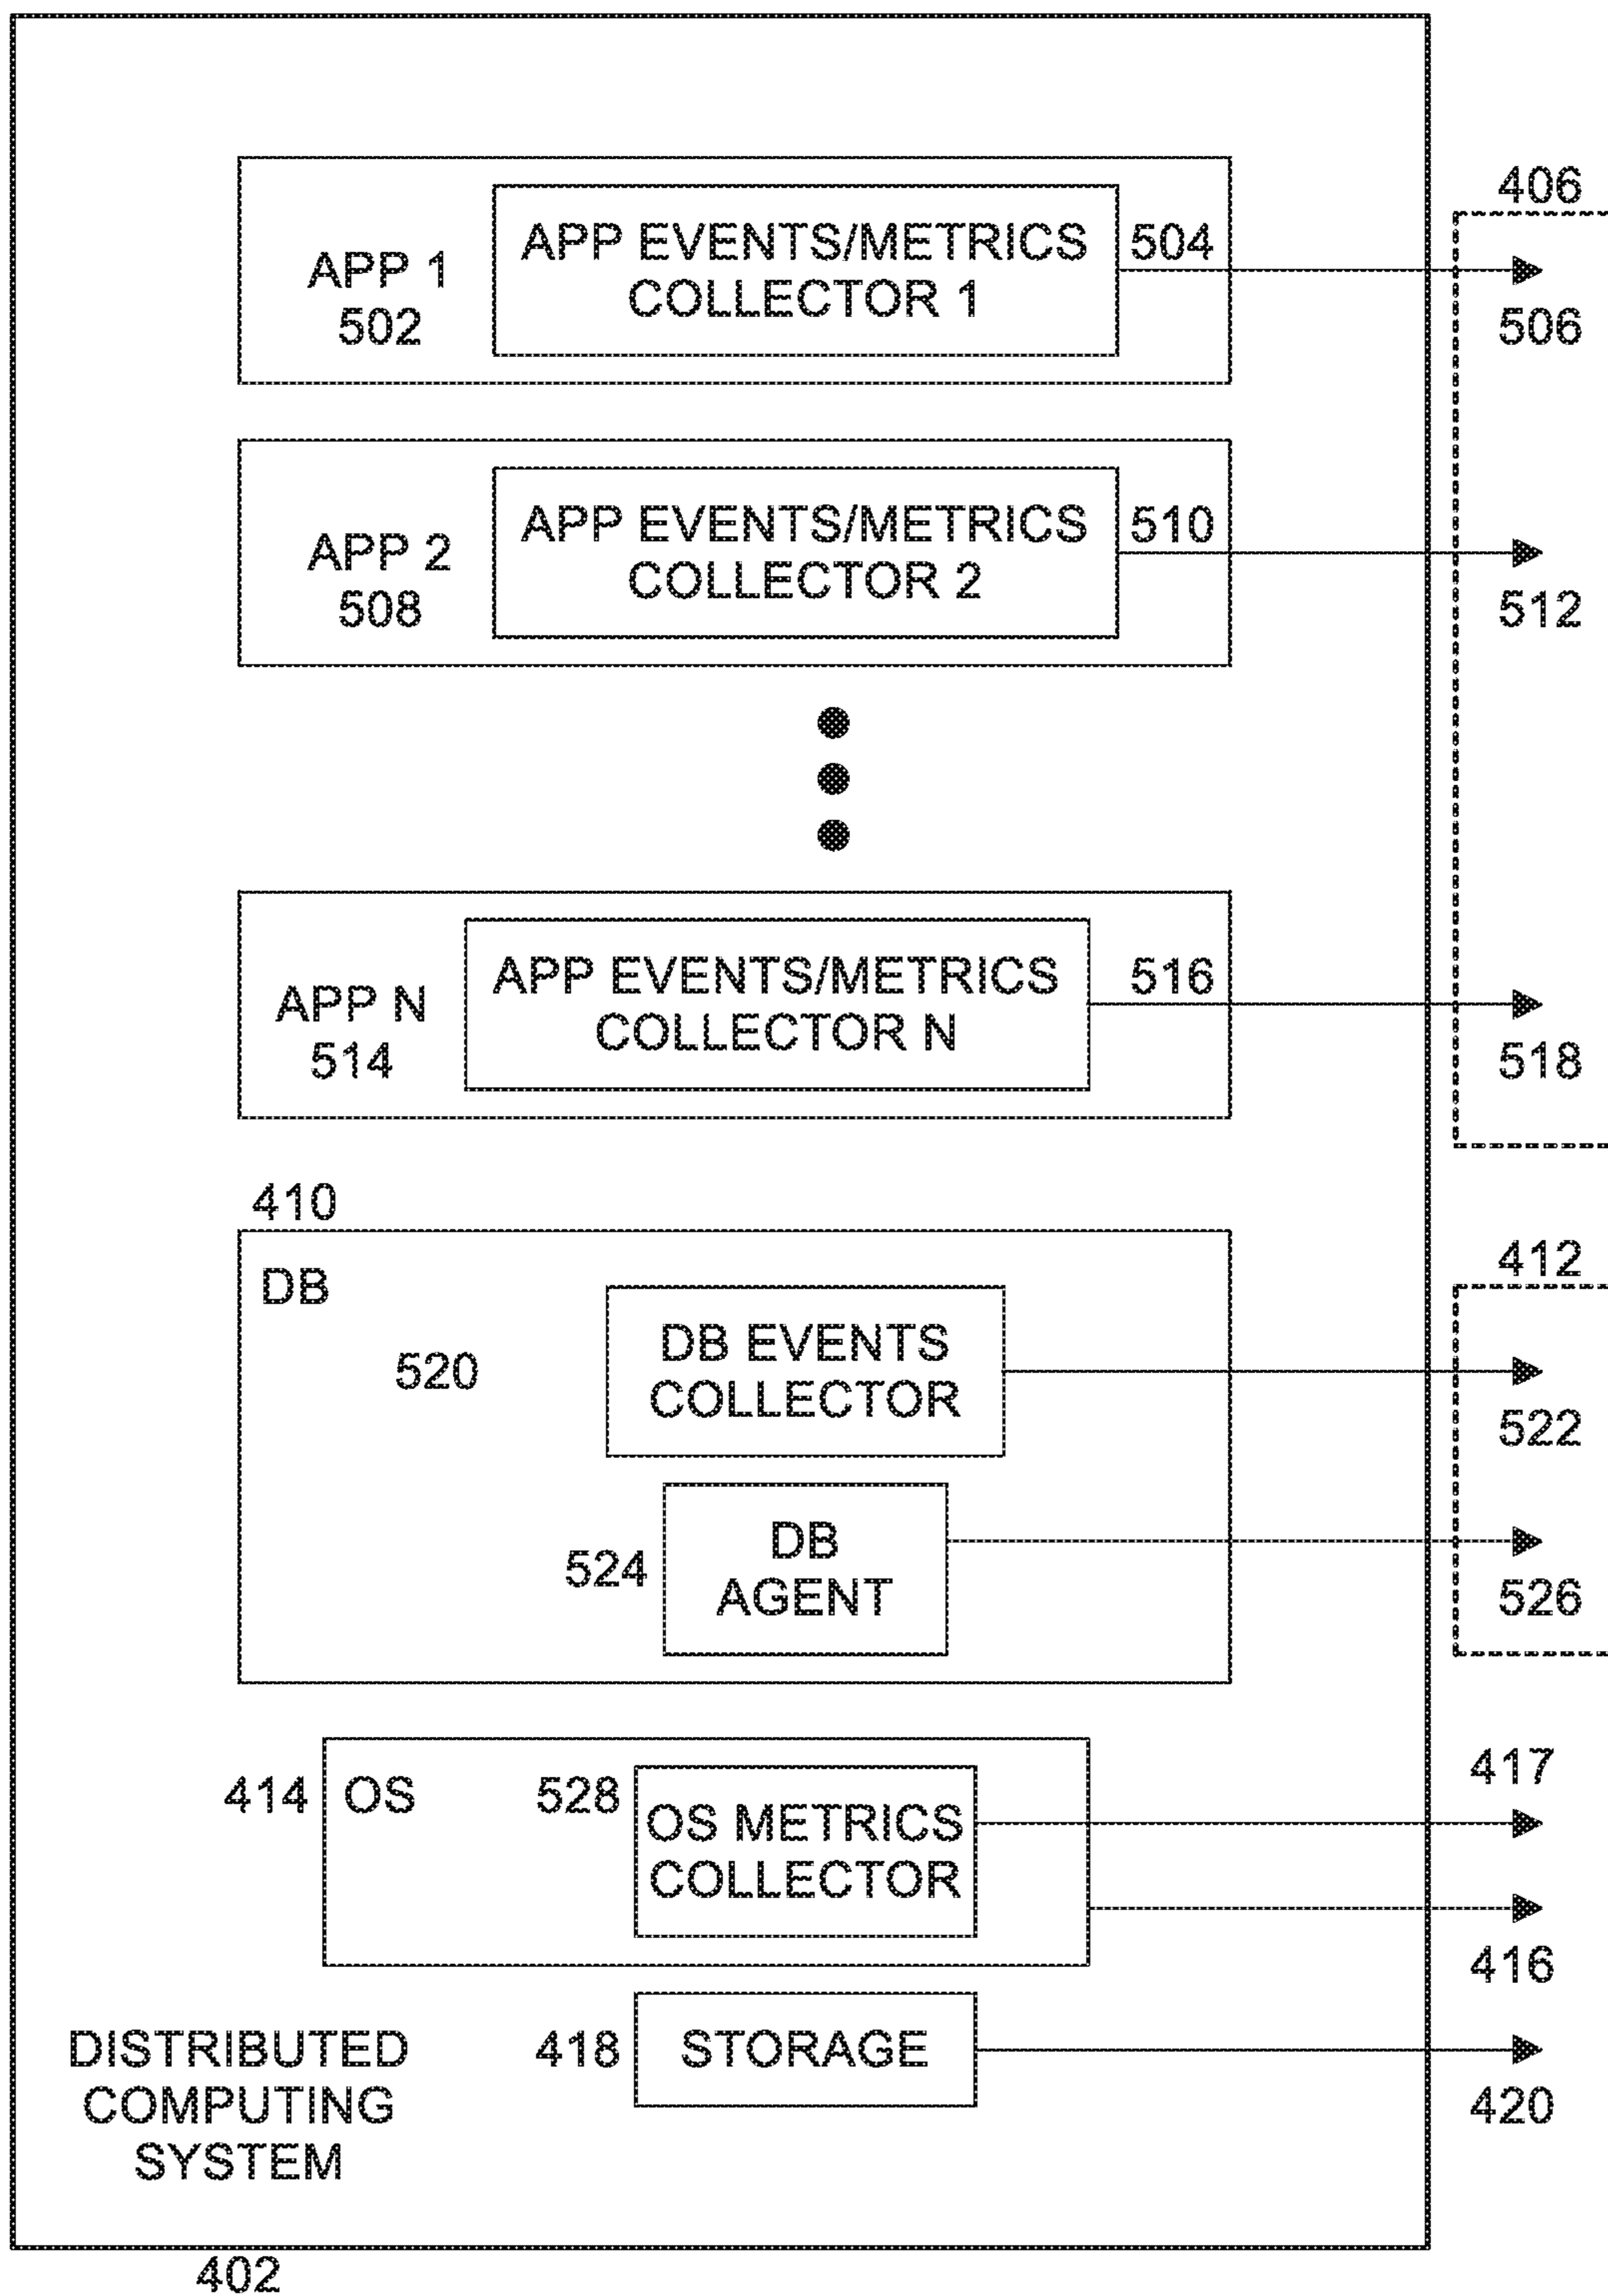 406
APP 1
502
APP EVENTS/METRICS
COLLECTOR 1
504
506
APP 2
508
APP EVENTS/METRICS
COLLECTOR 2
510
512
APP N
514
APP EVENTS/METRICS
COLLECTOR N
516
518
410
DB
412
520
DB EVENTS
COLLECTOR
522
524
DB
AGENT
526
414
OS
528
OS METRICS
COLLECTOR
417
416
418
STORAGE
420
DISTRIBUTED
COMPUTING
SYSTEM
402